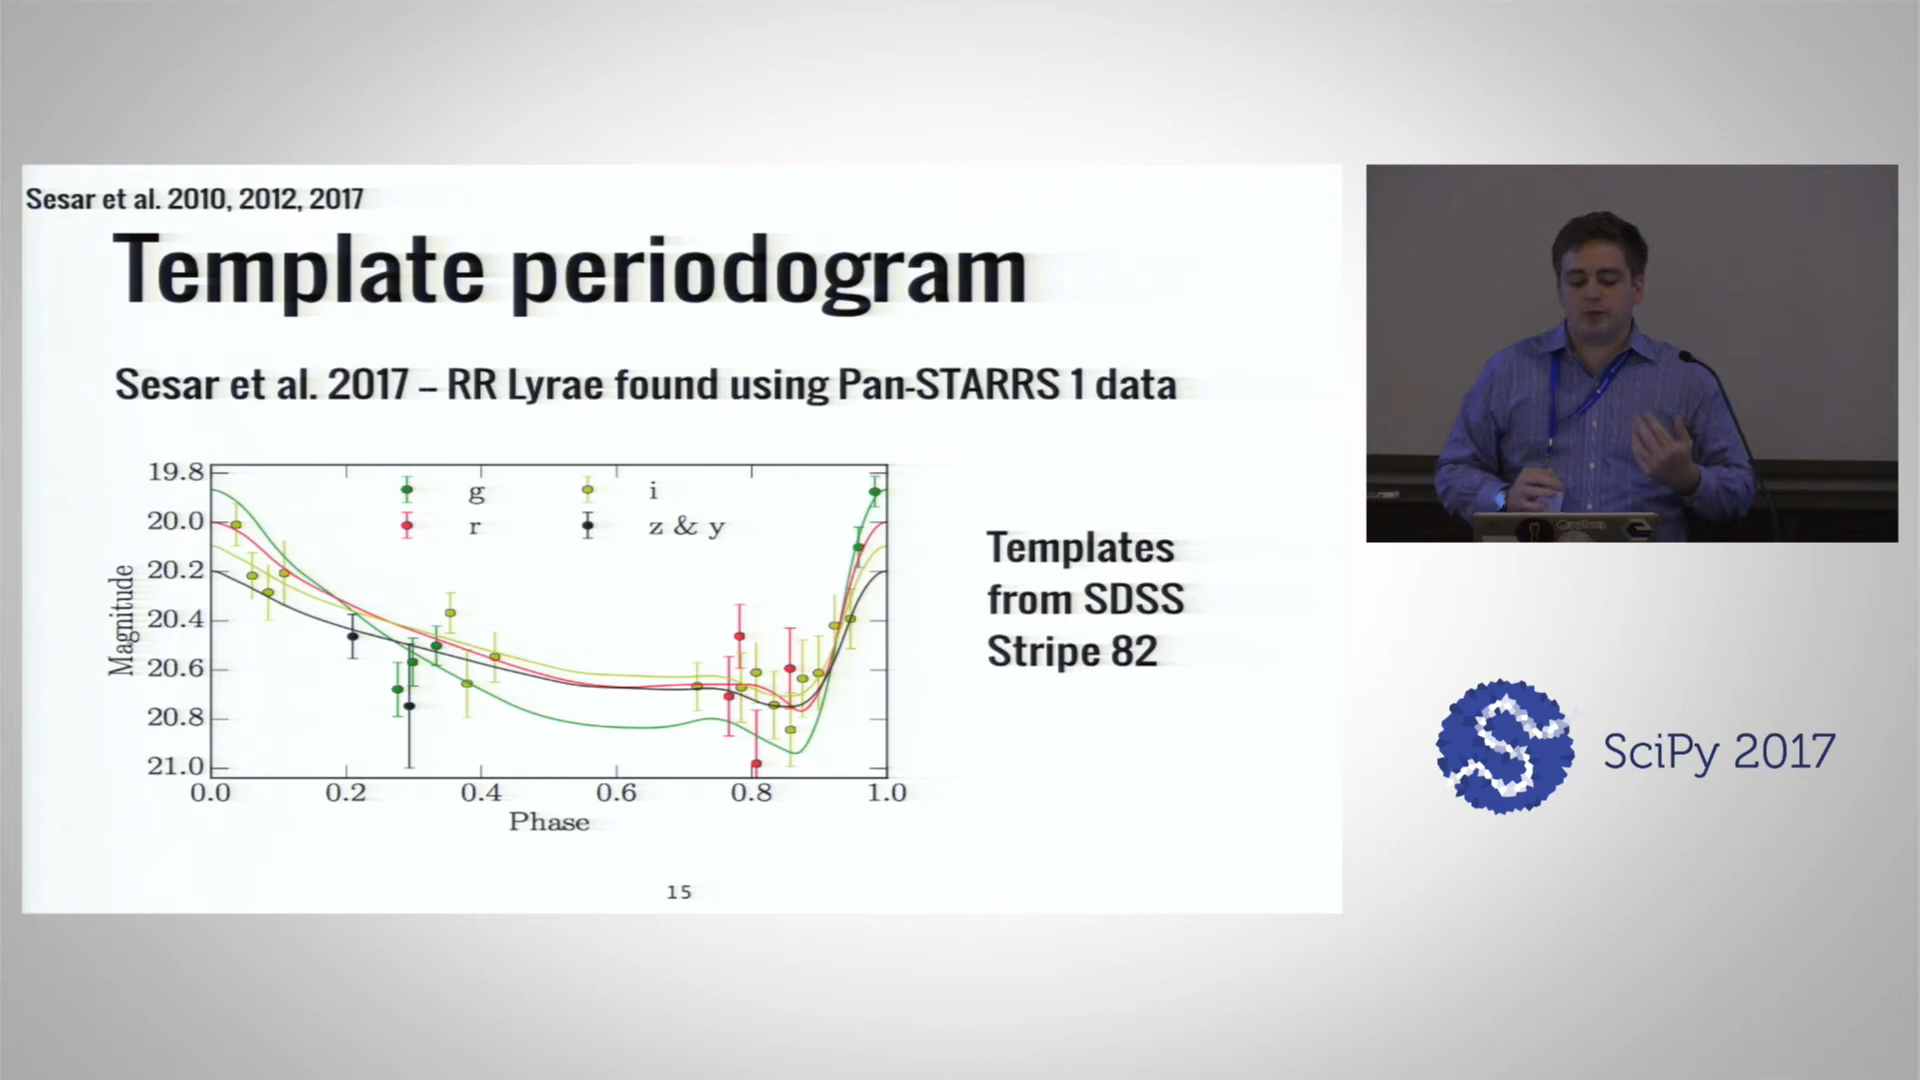 Sesar et al. 2010, 2012, 2017
Template periodogram
Sesar et al. 2017 – RR Lyrae found using Pan-STARRS 1 data
19.8
20.0
20.2
20.4
20.6
20.8
21.0
Magnitude
g
i
r
z & y
0.0 0.2 0.4 0.6 0.8 1.0
Phase
Templates
from SDSS
Stripe 82
15
SciPy 2017